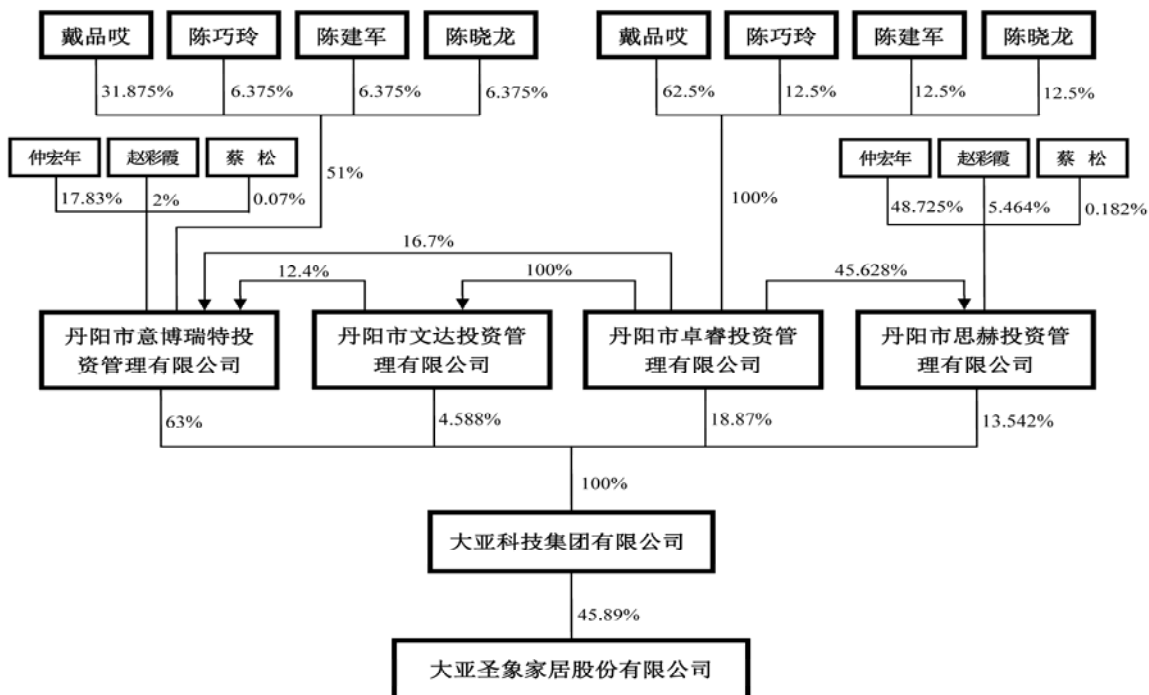 戴品哎 陈巧玲 陈建军 陈晓龙 戴品哎 陈巧玲 陈建军 陈晓龙
31.875% 6.375% 6.375% 6.375% 62.5% 12.5% 12.5% 12.5%
仲宏年 赵彩霞 蔡 松 51% 100% 仲宏年 赵彩霞 蔡 松
17.83% 2% 0.07% 48.725% 5.464% 0.182%
16.7%
12.4% 100% 45.628%
丹阳市意博瑞特投 丹阳市文达投资管 丹阳市卓睿投资管 丹阳市思赫投资管
资管理有限公司 理有限公司 理有限公司 理有限公司
63% 4.588% 18.87% 13.542%
100%
大亚科技集团有限公司
45.89%
大亚圣象家居股份有限公司